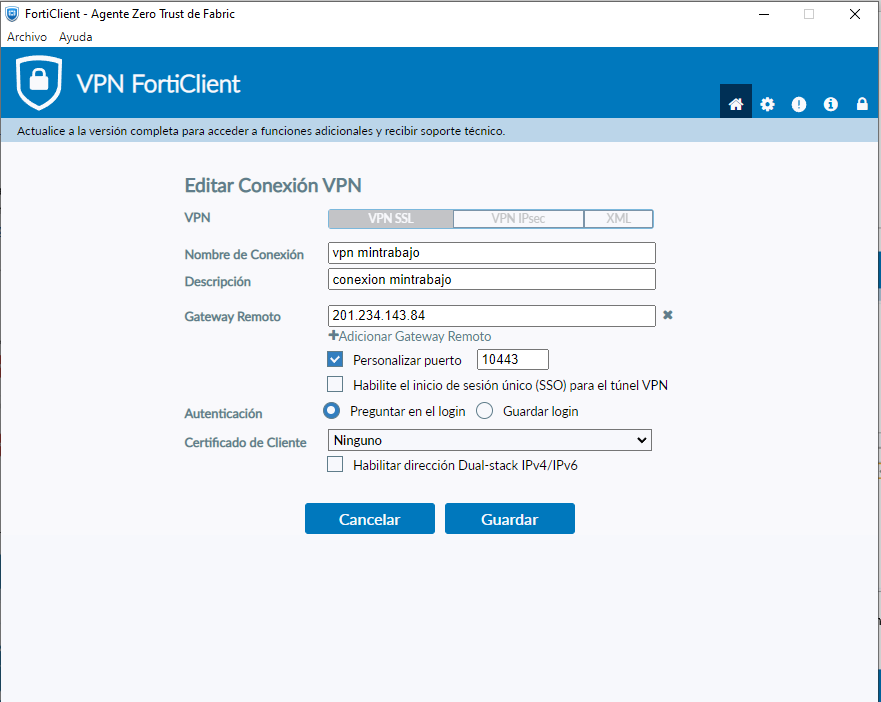 FortiClient - Agente Zero Trust de Fabric
Archivo Ayuda
VPN FortiClient
Actualice a la versión completa para acceder a funciones adicionales y recibir soporte técnico.
Editar Conexión VPN
VPN VPN SSL VPN IPsec XML
Nombre de Conexión vpn mintrabajo
Descripción conexion mintrabajo
Gateway Remoto 201.234.143.84
+Adicionar Gateway Remoto
Personalizar puerto 10443
Habilite el inicio de sesión único (SSO) para el túnel VPN
Autenticación Preguntar en el login Guardar login
Certificado de Cliente Ninguno
Habilitar dirección Dual-stack IPv4/IPv6
Cancelar Guardar